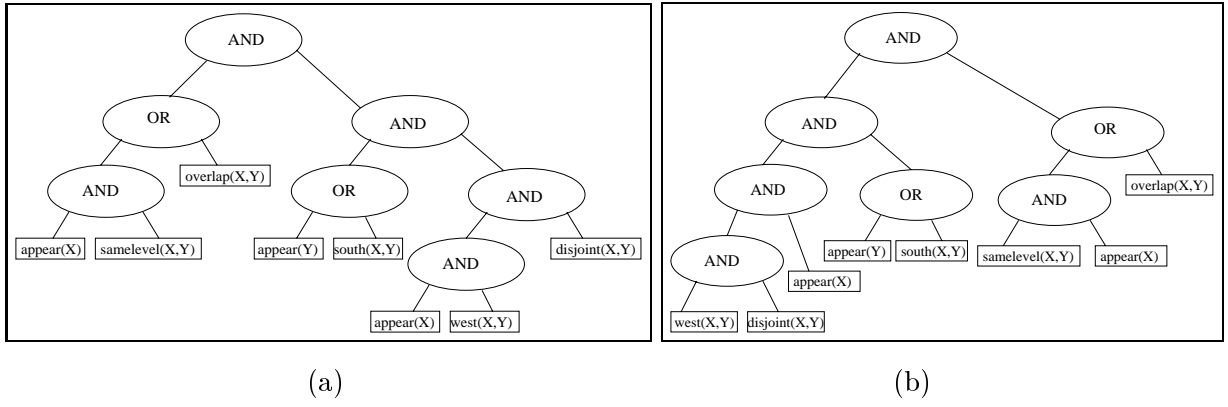 AND
OR
AND
AND
overlap(X,Y)
OR
AND
appear(X)
samelevel(X,Y)
appear(Y)
south(X,Y)
AND
disjoint(X,Y)
appear(X)
west(X,Y)
(a)
AND
AND
OR
AND
OR
AND
overlap(X,Y)
AND
appear(X)
appear(Y)
south(X,Y)
samelevel(X,Y)
appear(X)
west(X,Y)
disjoint(X,Y)
(b)